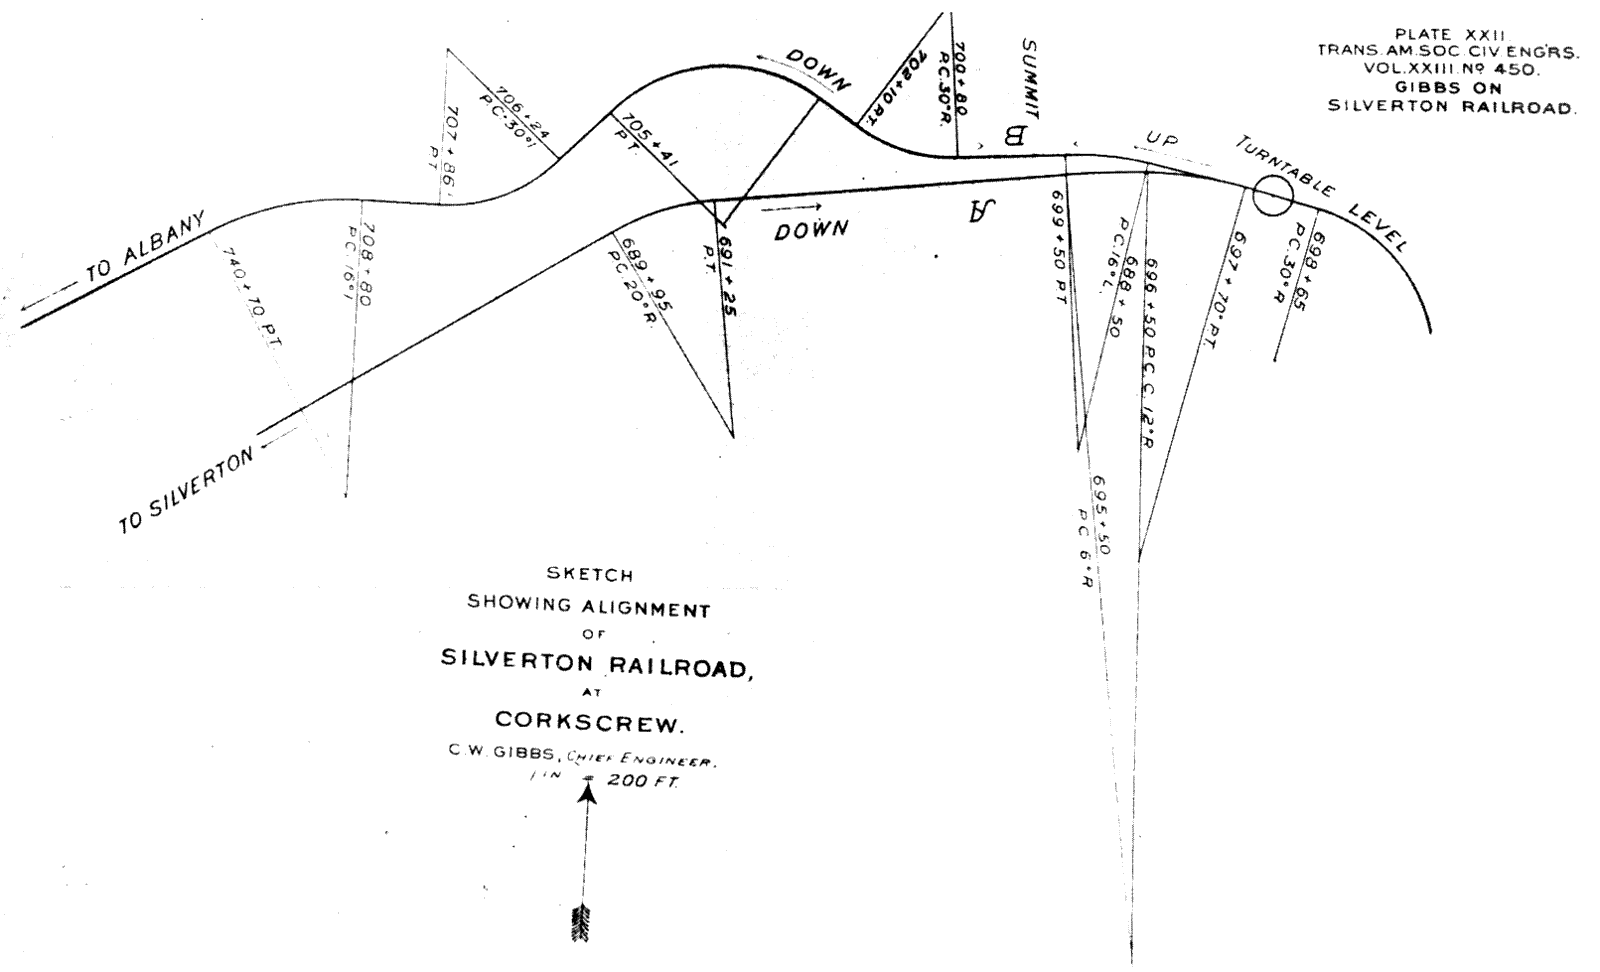 PLATE XXII.
TRANS. AM. SOC. CIV. ENG'RS.
VOL. XXIII. Nº 450.
GIBBS ON
SILVERTON RAILROAD.
DOWN
SUMMIT
B
UP
TURNTABLE
LEVEL
700+80
P.C. 30°R.
702+10 P.T.
705+41
P.T.
706+24
P.C. 30°
707+86
P.T.
708+80
P.C. 16°
740+70 P.T.
TO ALBANY
TO SILVERTON
689+95
P.C. 20°R.
691+25
P.T.
DOWN
A
699+50 PT
688+50
P.C. 16°L.
696+50 P.C.C. 12°R
697+70° P.T.
698+65
P.C. 30°R
695+50
PC 6°R
SKETCH
SHOWING ALIGNMENT
OF
SILVERTON RAILROAD,
AT
CORKSCREW.
C.W. GIBBS, CHIEF ENGINEER.
1 IN = 200 FT.